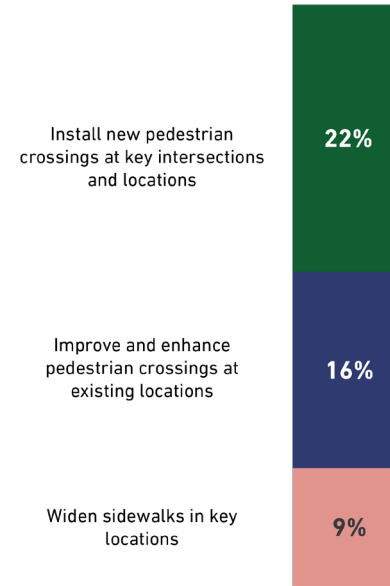 Install new pedestrian
crossings at key intersections
and locations
22%
Improve and enhance
pedestrian crossings at
existing locations
16%
Widen sidewalks in key
locations
9%